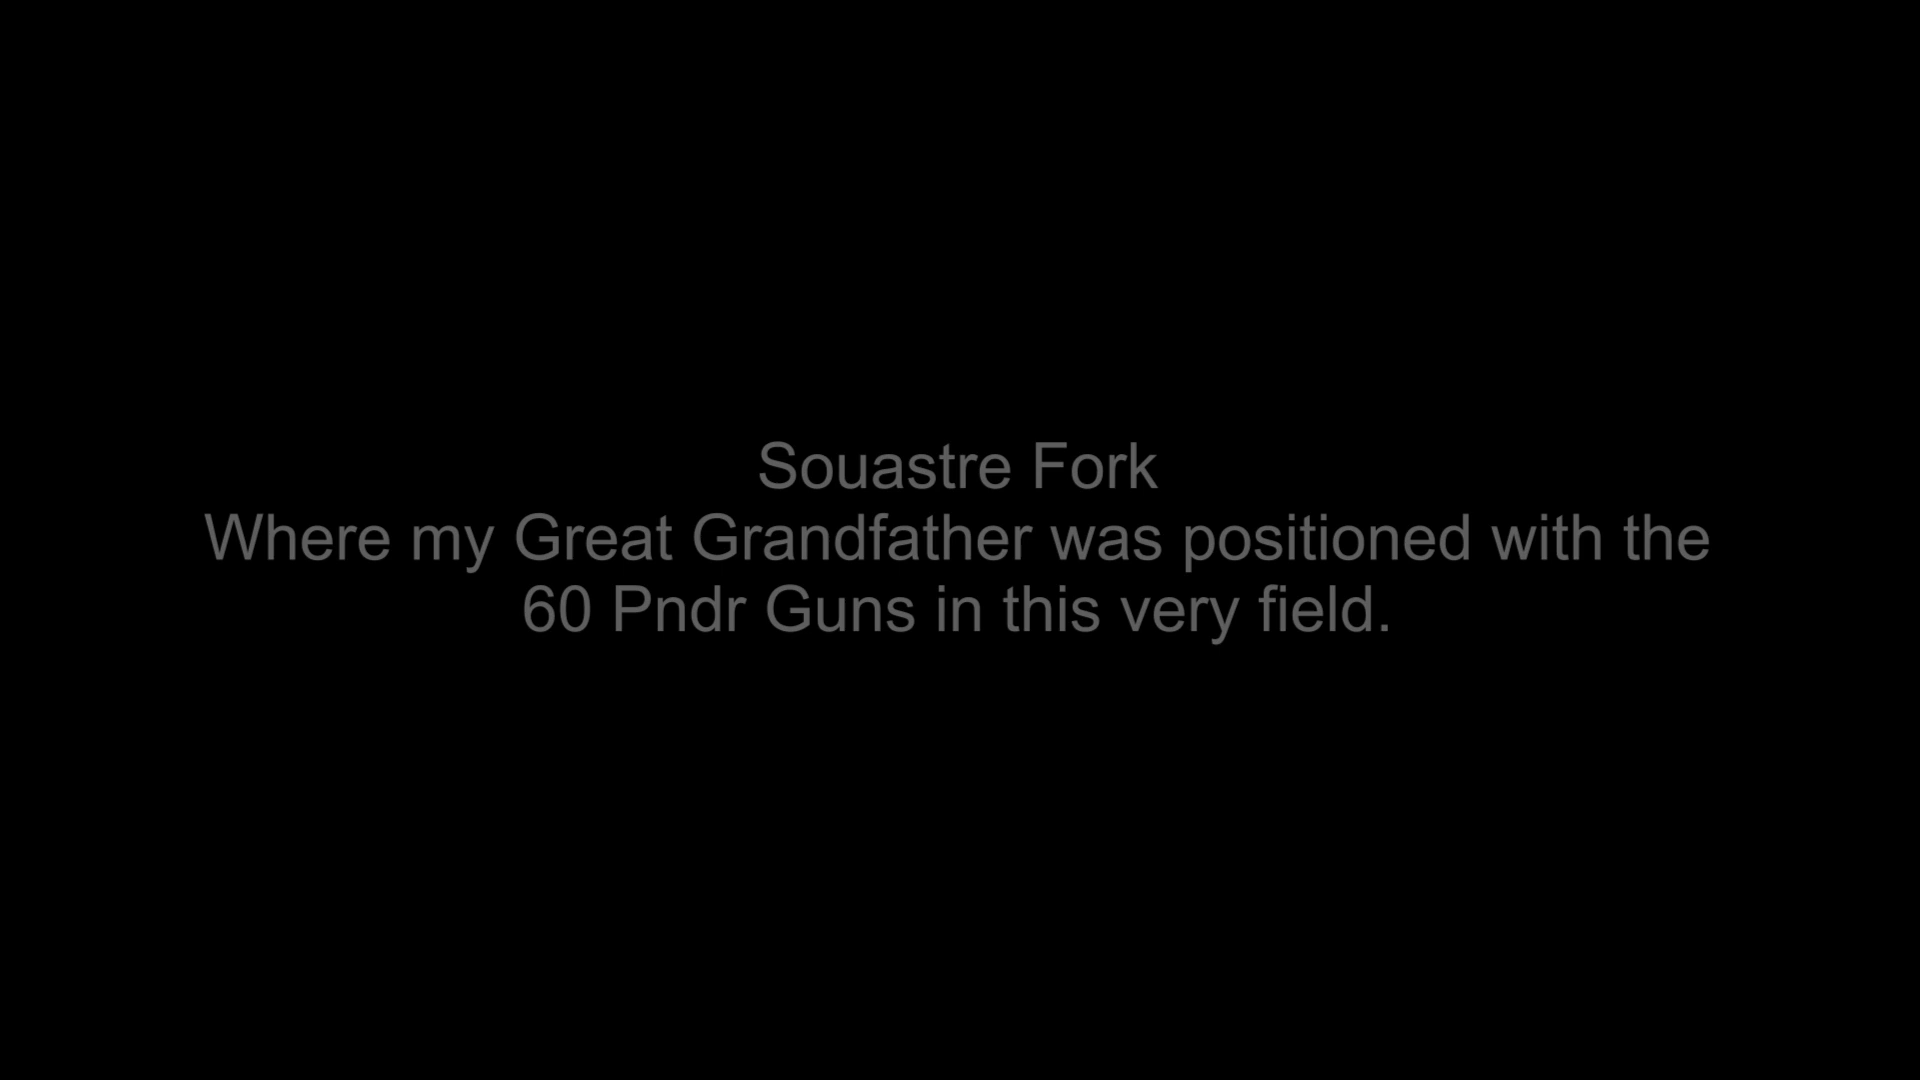 Souastre Fork
Where my Great Grandfather was positioned with the
60 Pndr Guns in this very field.